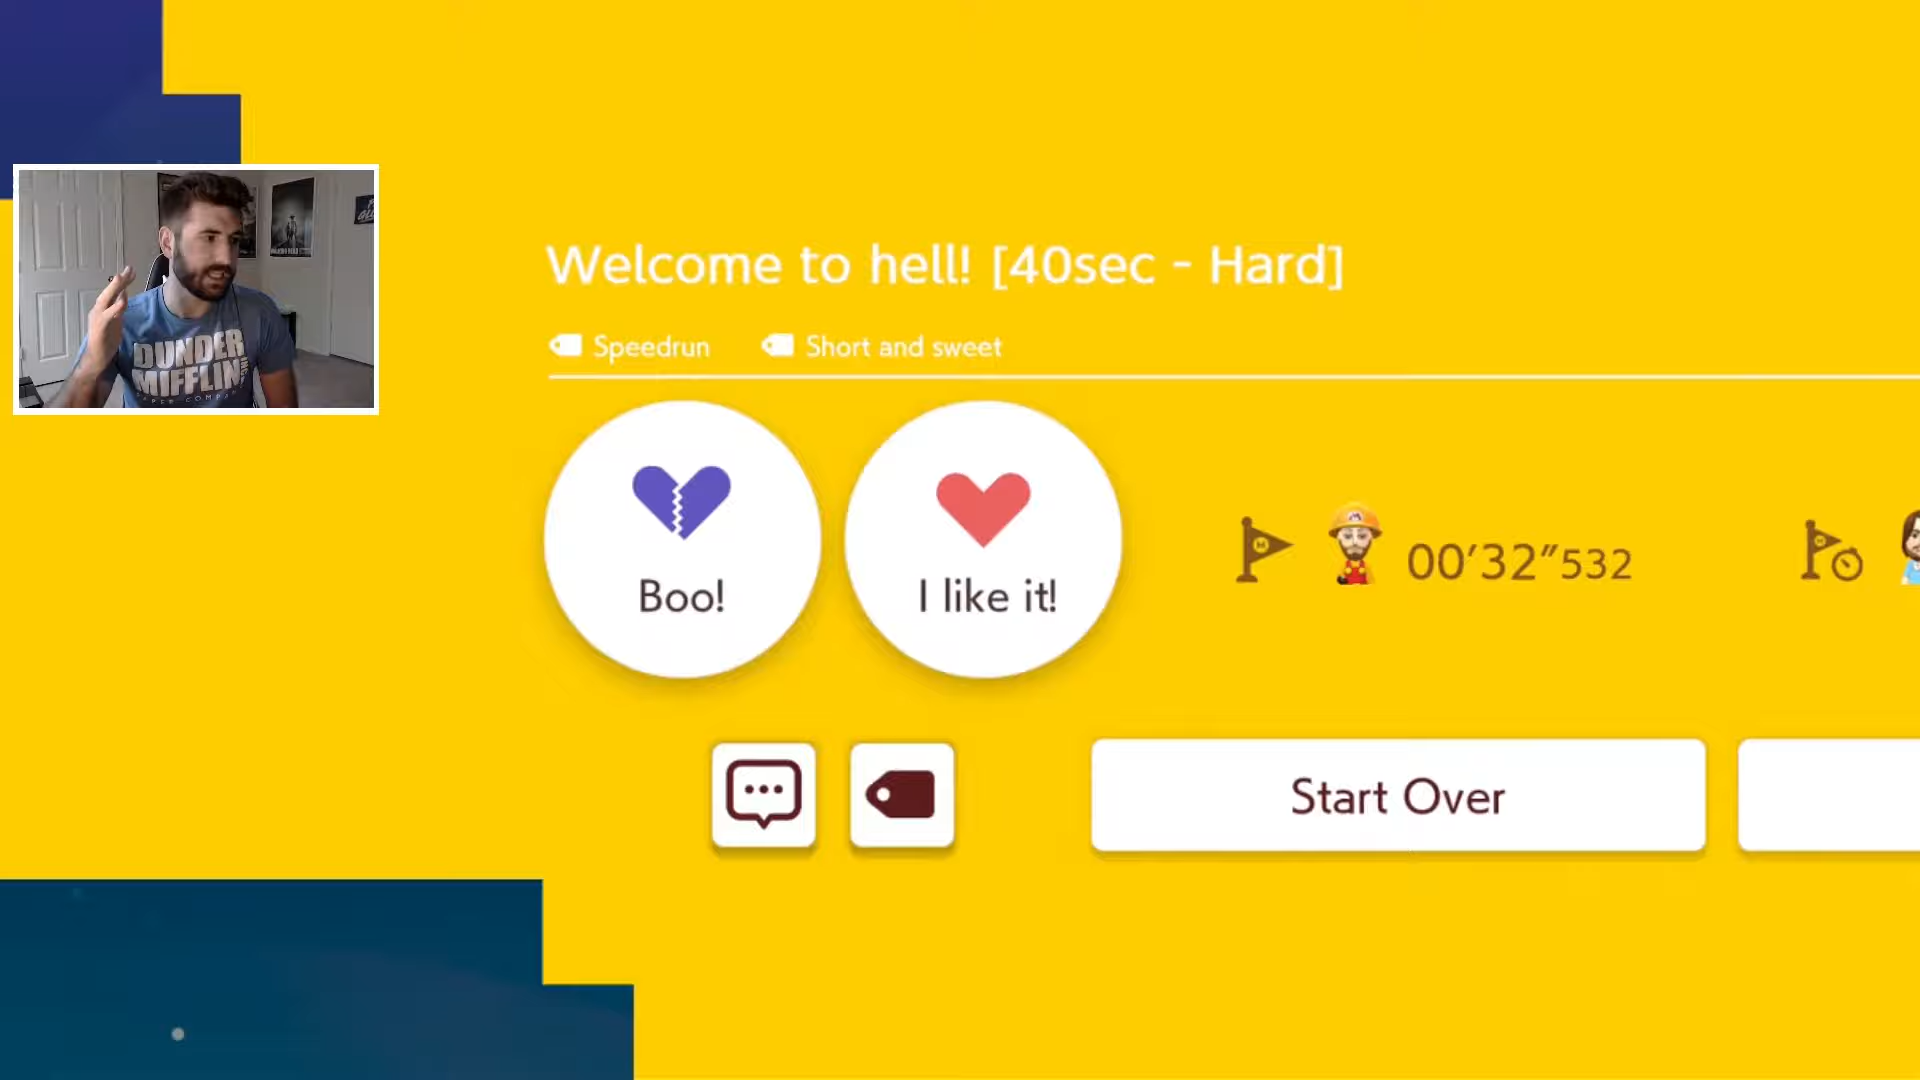 Welcome to hell! [40sec - Hard]
Speedrun
Short and sweet
DUNDER
MIFFLIN
INC
Boo!
I like it!
00'32"532
Start Over